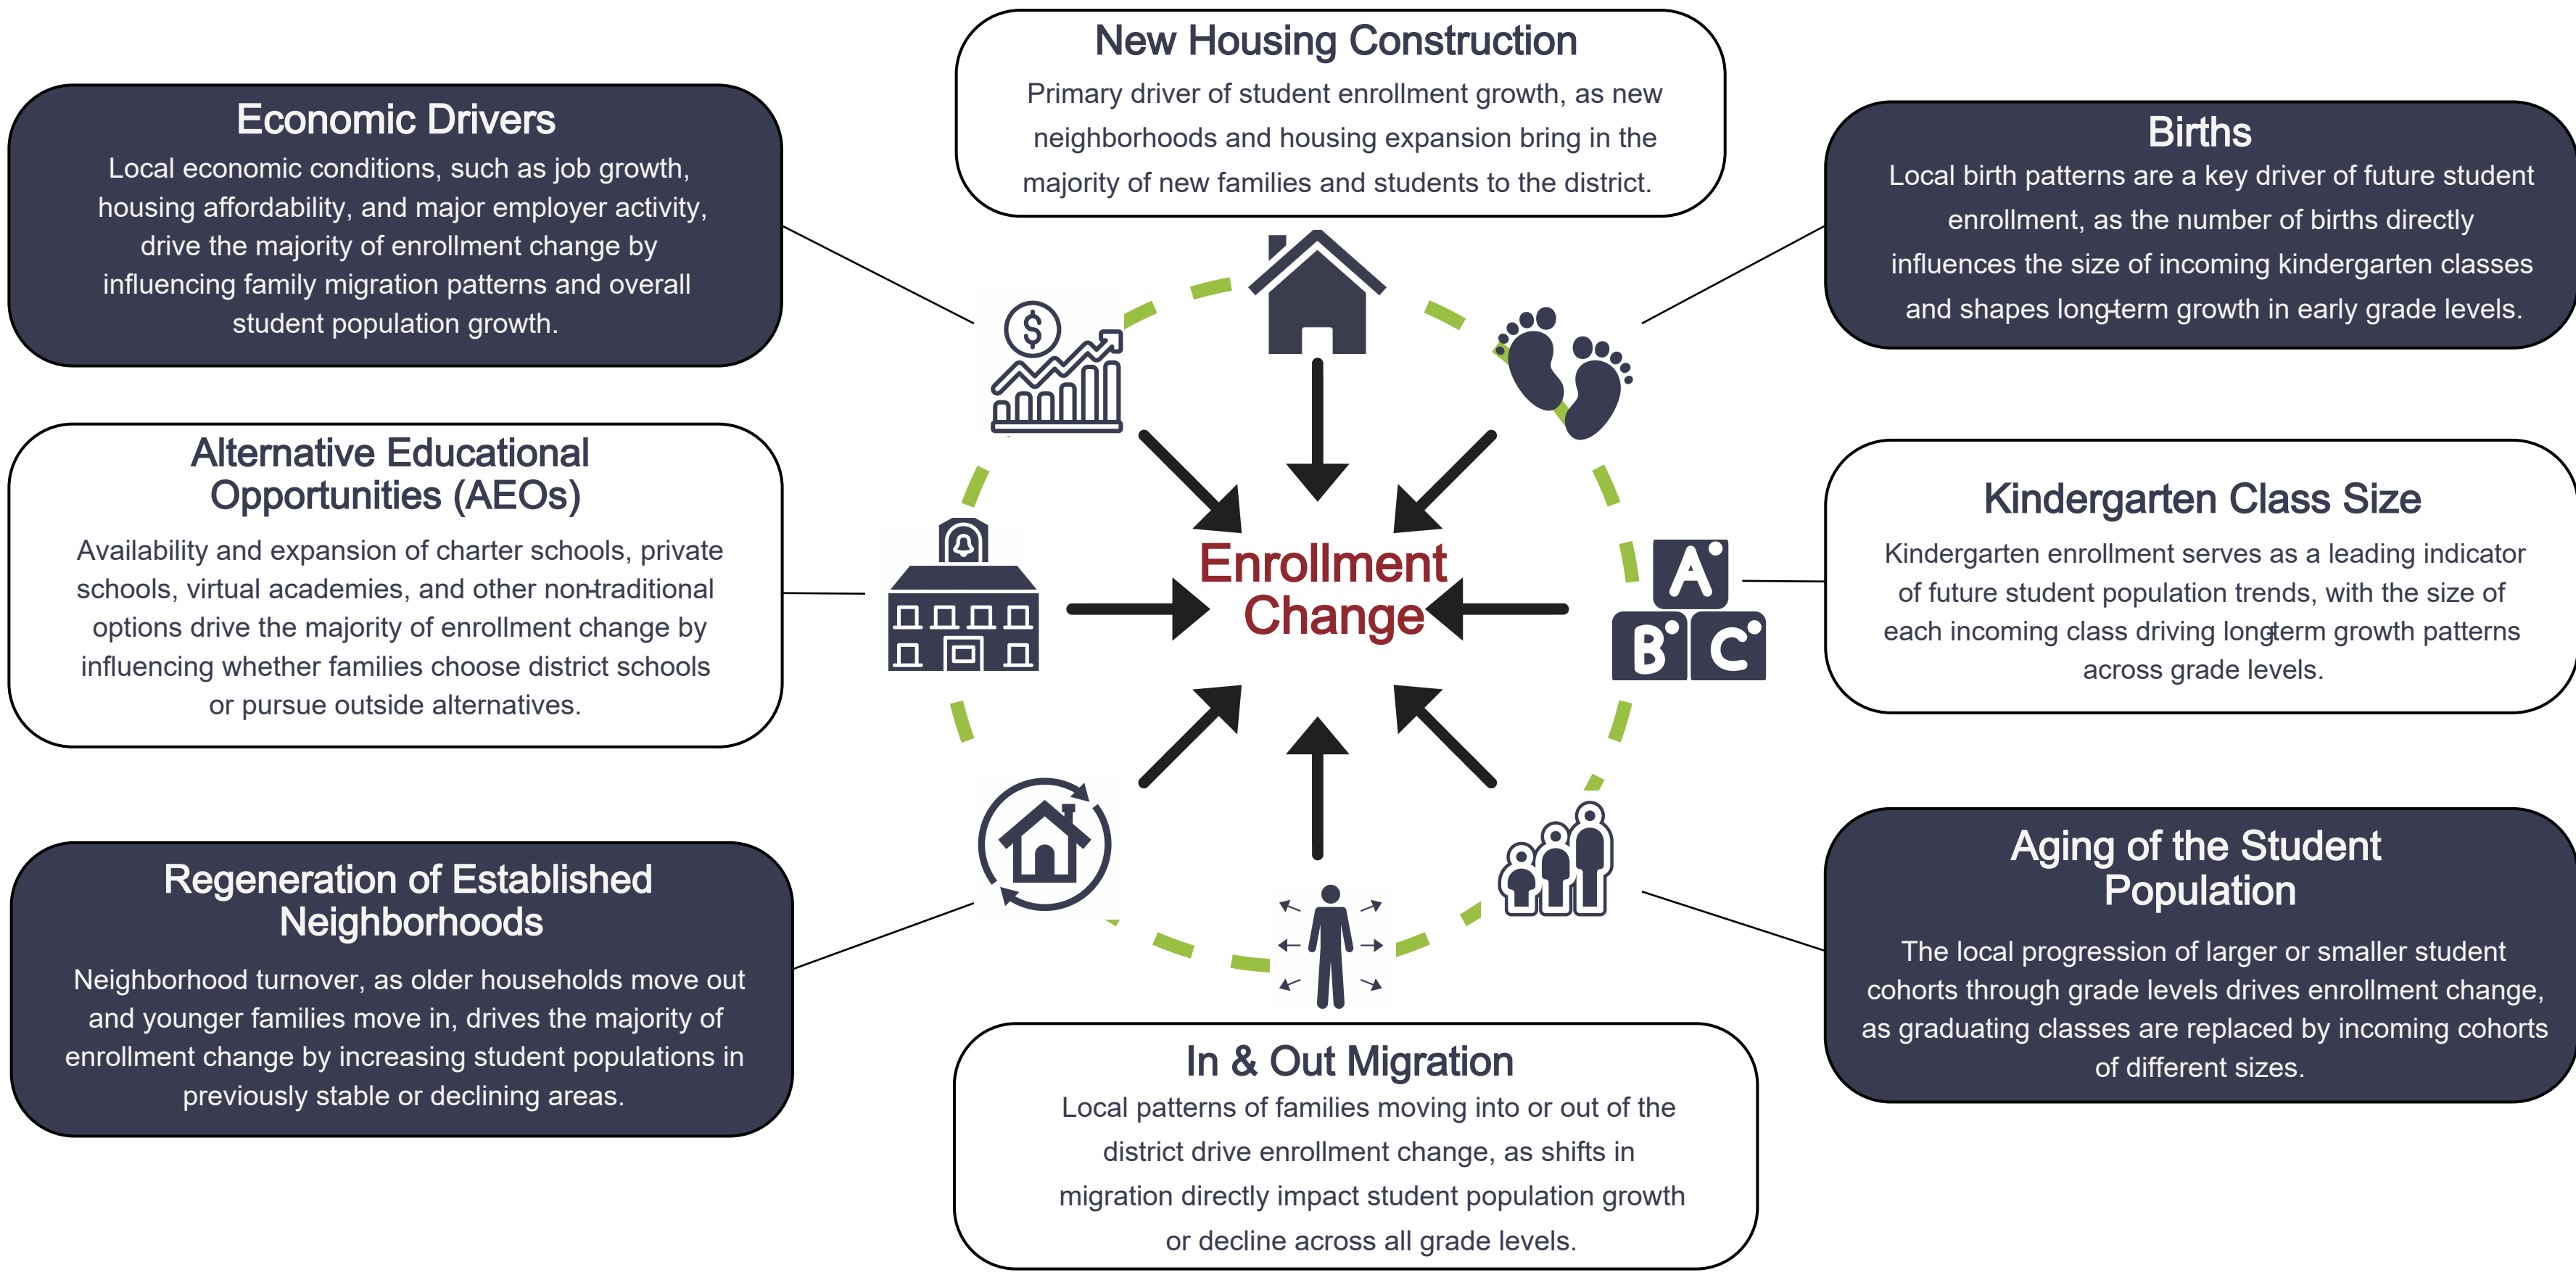 New Housing Construction
Primary driver of student enrollment growth, as new
neighborhoods and housing expansion bring in the
majority of new families and students to the district.
Economic Drivers
Local economic conditions, such as job growth,
housing affordability, and major employer activity,
drive the majority of enrollment change by
influencing family migration patterns and overall
student population growth.
Births
Local birth patterns are a key driver of future student
enrollment, as the number of births directly
influences the size of incoming kindergarten classes
and shapes long-term growth in early grade levels.
$
Alternative Educational
Opportunities (AEOs)
Availability and expansion of charter schools, private
schools, virtual academies, and other non-traditional
options drive the majority of enrollment change by
influencing whether families choose district schools
or pursue outside alternatives.
Enrollment
Change
A
B C
Kindergarten Class Size
Kindergarten enrollment serves as a leading indicator
of future student population trends, with the size of
each incoming class driving long-term growth patterns
across grade levels.
Regeneration of Established
Neighborhoods
Neighborhood turnover, as older households move out
and younger families move in, drives the majority of
enrollment change by increasing student populations in
previously stable or declining areas.
Aging of the Student
Population
The local progression of larger or smaller student
cohorts through grade levels drives enrollment change,
as graduating classes are replaced by incoming cohorts
of different sizes.
In & Out Migration
Local patterns of families moving into or out of the
district drive enrollment change, as shifts in
migration directly impact student population growth
or decline across all grade levels.